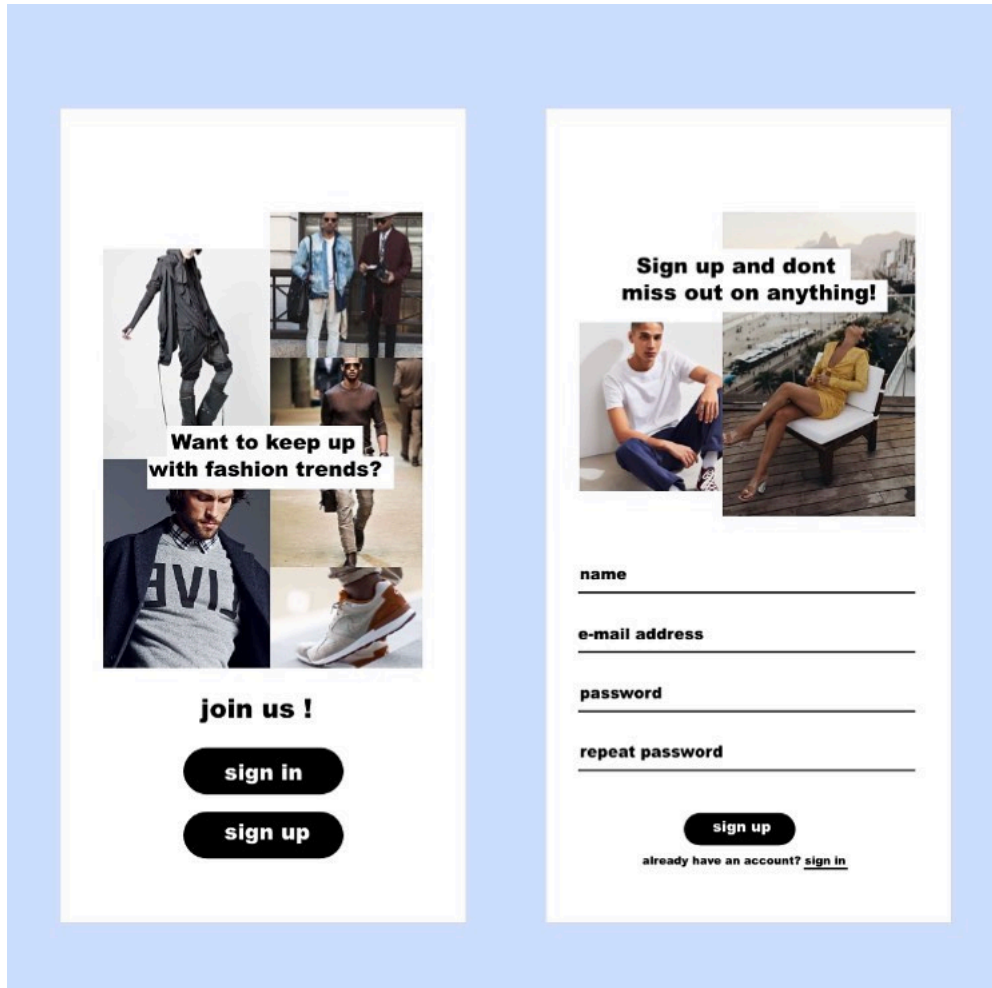 Want to keep up
with fashion trends?
join us !
sign in
sign up
Sign up and dont
miss out on anything!
name
e-mail address
password
repeat password
sign up
already have an account? sign in